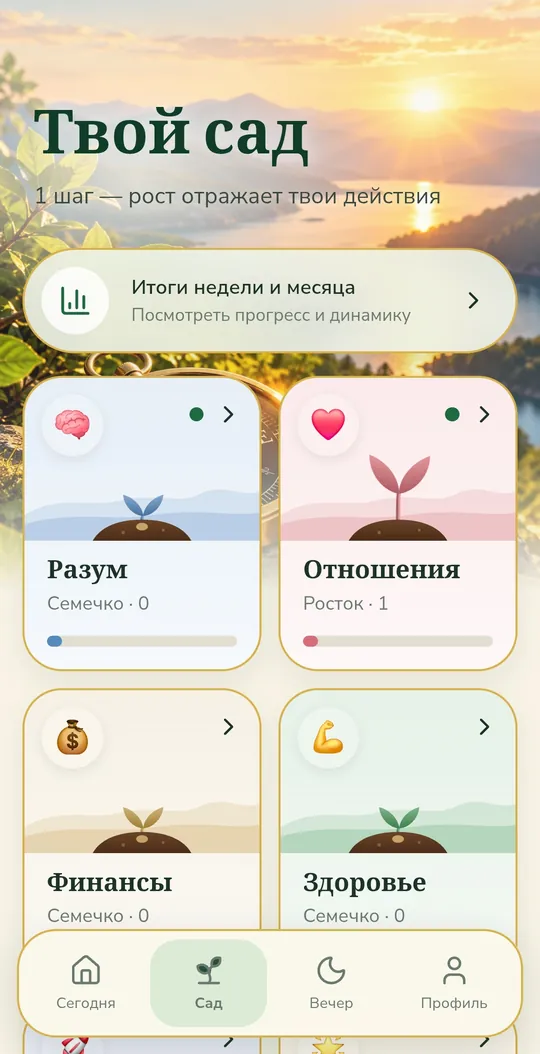 Твой сад
1 шаг — рост отражает твои действия
Итоги недели и месяца
Посмотреть прогресс и динамику
Разум
Семечко · 0
Отношения
Росток · 1
Финансы
Семечко · 0
Здоровье
Семечко · 0
Сегодня
Сад
Вечер
Профиль